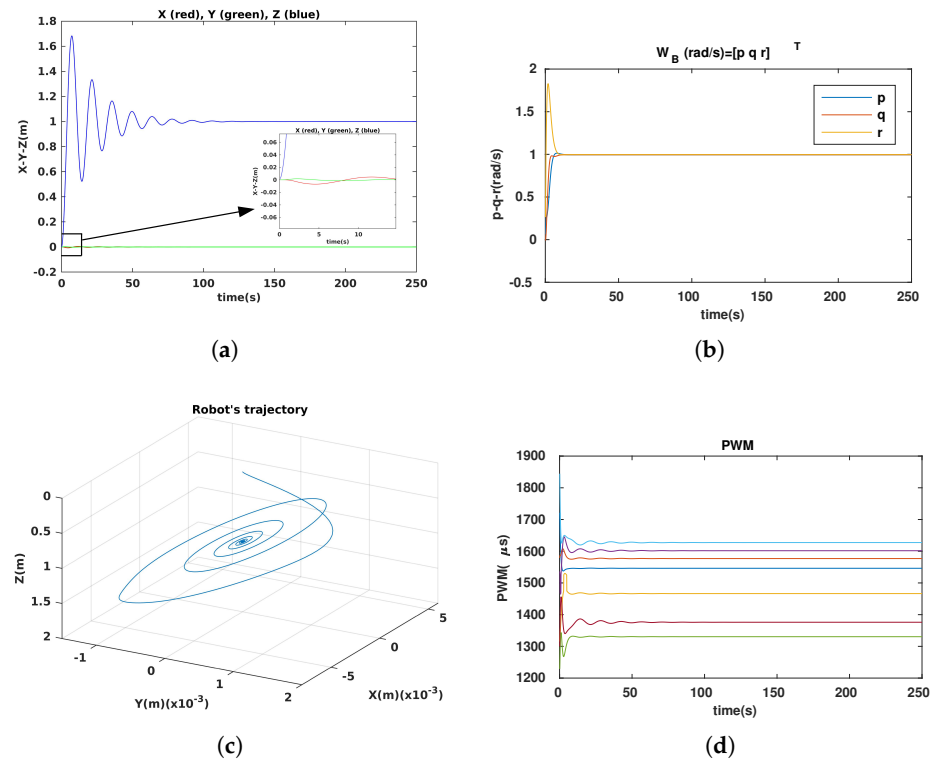 X (red), Y (green), Z (blue)
1.8
1.6
1.4
1.2
1
0.8
0.6
0.4
0.2
0
-0.2
X-Y-Z(m)
0 50 100 150 200 250
time(s)
X (red), Y (green), Z (blue)
0.06
0.04
0.02
0
-0.02
-0.04
-0.06
X-Y-Z(m)
0 5 10
time(s)
(a)
W_B (rad/s)=[p q r]^T
2
1.5
1
0.5
0
-0.5
p-q-r(rad/s)
p
q
r
0 50 100 150 200 250
time(s)
(b)
Robot's trajectory
0
0.5
1
1.5
2
Z(m)
-1 0 1 2
Y(m)(x10^-3)
-5 0 5
X(m)(x10^-3)
(c)
PWM
1900
1800
1700
1600
1500
1400
1300
1200
PWM( μs)
0 50 100 150 200 250
time(s)
(d)